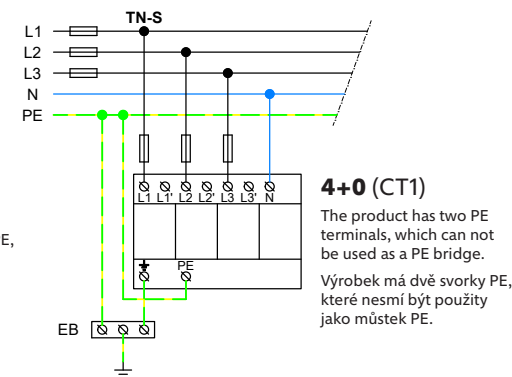 TN-S
L1
L2
L3
N
PE
L1 L1' L2 L2' L3 L3' N
PE
EB
PE,
4+0 (CT1)
The product has two PE
terminals, which can not
be used as a PE bridge.
Výrobek má dvě svorky PE,
které nesmí být použity
jako můstek PE.